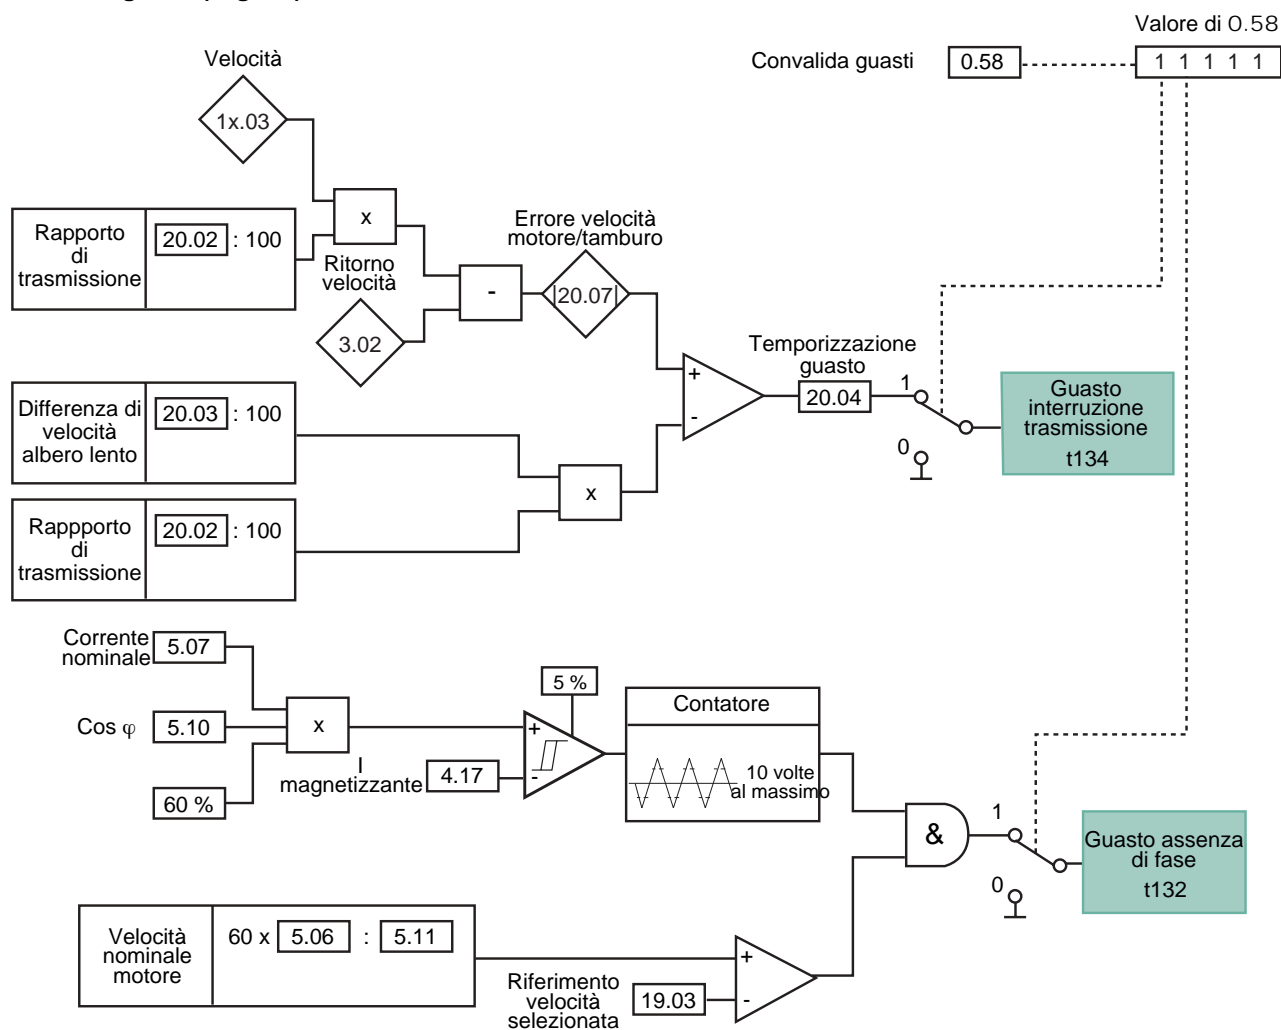 Valore di 0.58
Velocità
Convalida guasti
0.58
1 1 1 1 1
1x.03
x
Rapporto
di
trasmissione
20.02 : 100
Errore velocità
motore/tamburo
Ritorno
velocità
-
|20.07|
3.02
Temporizzazione
guasto
20.04
+
-
1
0
Guasto
interruzione
trasmissione
t134
Differenza di
velocità
albero lento
20.03 : 100
x
Rappporto
di
trasmissione
20.02 : 100
Corrente
nominale
5.07
Cos φ
5.10
x
60 %
5 %
+
-
I
magnetizzante
4.17
Contatore
10 volte
al massimo
&
1
0
Guasto assenza
di fase
t132
Velocità
nominale
motore
60 x 5.06 : 5.11
+
-
Riferimento
velocità
selezionata
19.03